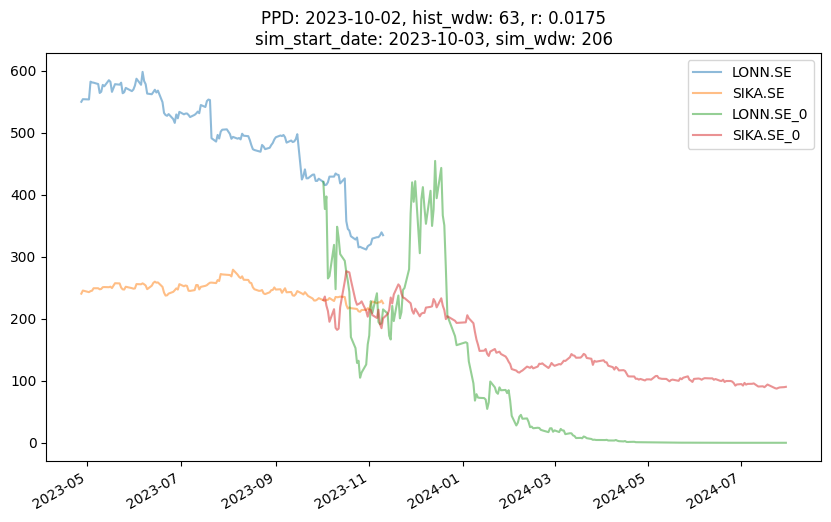 PPD: 2023-10-02, hist_wdw: 63, r: 0.0175
sim_start_date: 2023-10-03, sim_wdw: 206
LONN.SE
SIKA.SE
LONN.SE_0
SIKA.SE_0
600
500
400
300
200
100
0
2023-05
2023-07
2023-09
2023-11
2024-01
2024-03
2024-05
2024-07